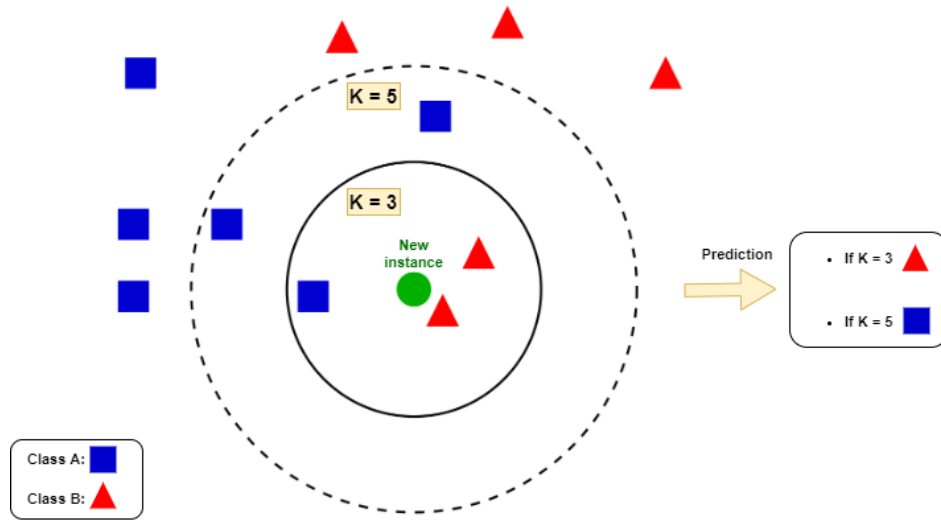 K = 5
K = 3
New
instance
Prediction
• If K = 3
• If K = 5
Class A:
Class B: